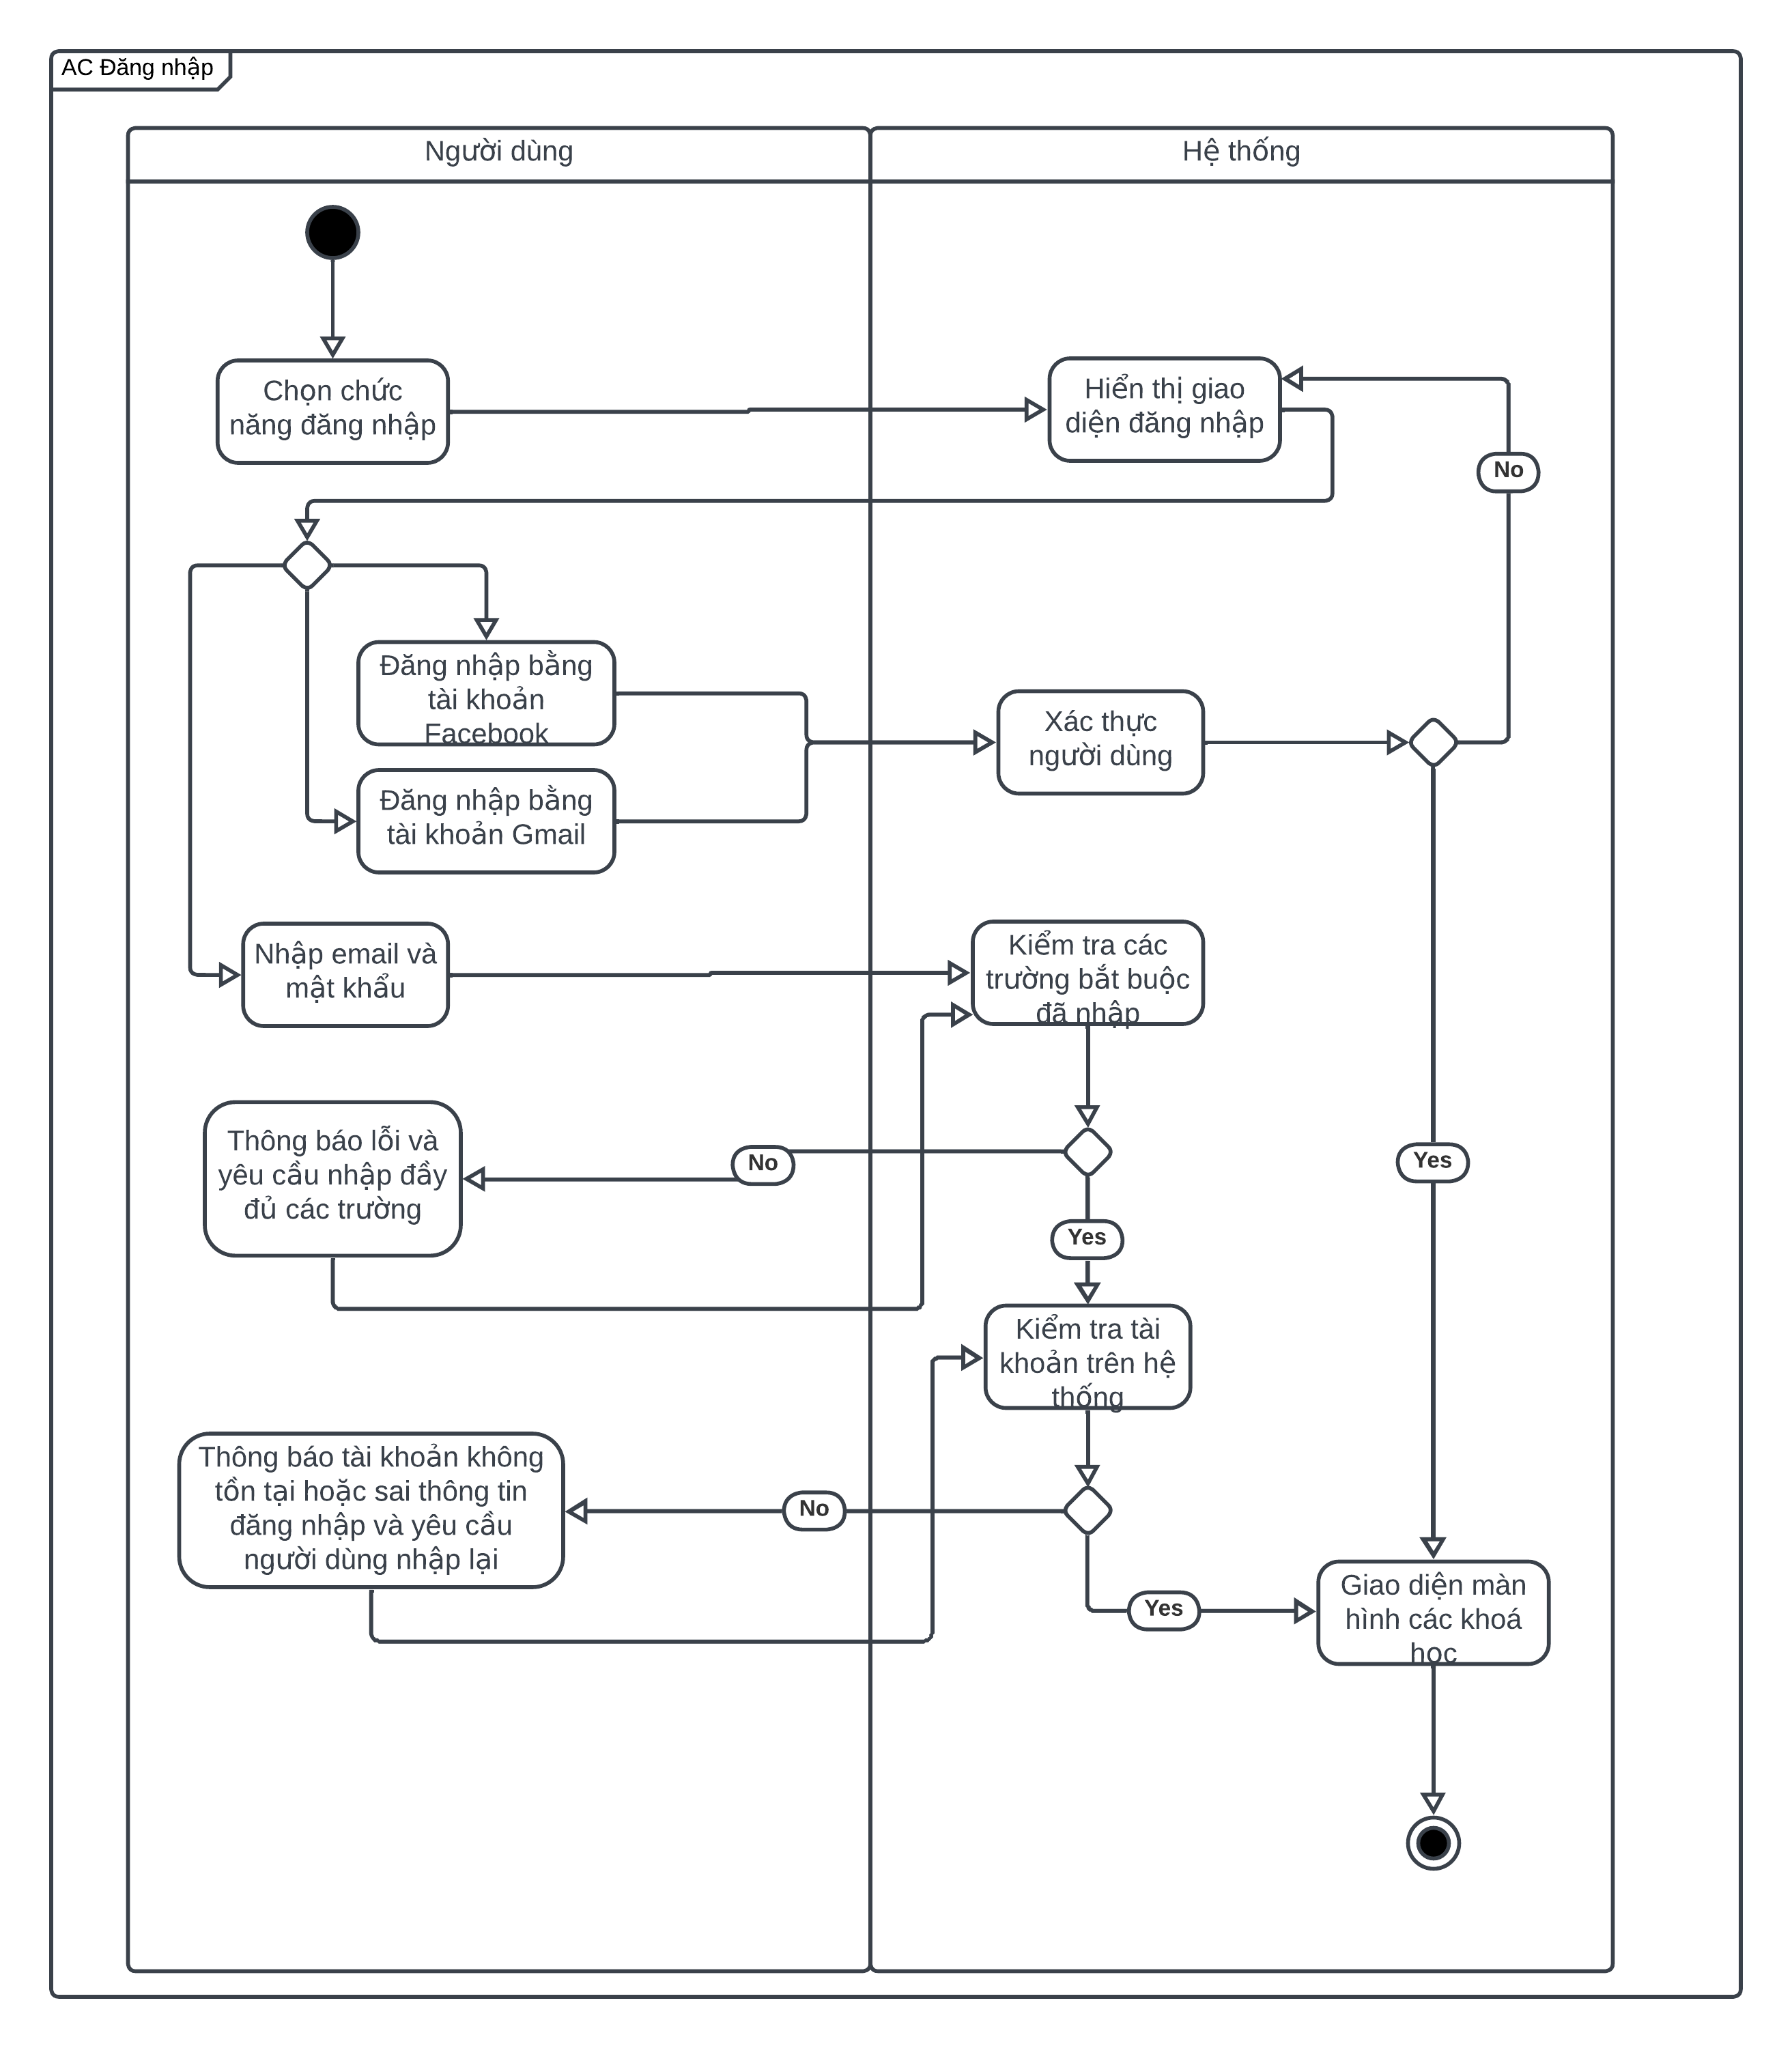 AC Đăng nhập
Người dùng
Hệ thống
Chọn chức
năng đăng nhập
Hiển thị giao
diện đăng nhập
No
Đăng nhập bằng
tài khoản
Facebook
Đăng nhập bằng
tài khoản Gmail
Xác thực
người dùng
Nhập email và
mật khẩu
Kiểm tra các
trường bắt buộc
đã nhập
Thông báo lỗi và
yêu cầu nhập đầy
đủ các trường
No
Yes
Yes
Kiểm tra tài
khoản trên hệ
thống
Thông báo tài khoản không
tồn tại hoặc sai thông tin
đăng nhập và yêu cầu
người dùng nhập lại
No
Yes
Giao diện màn
hình các khoá
học